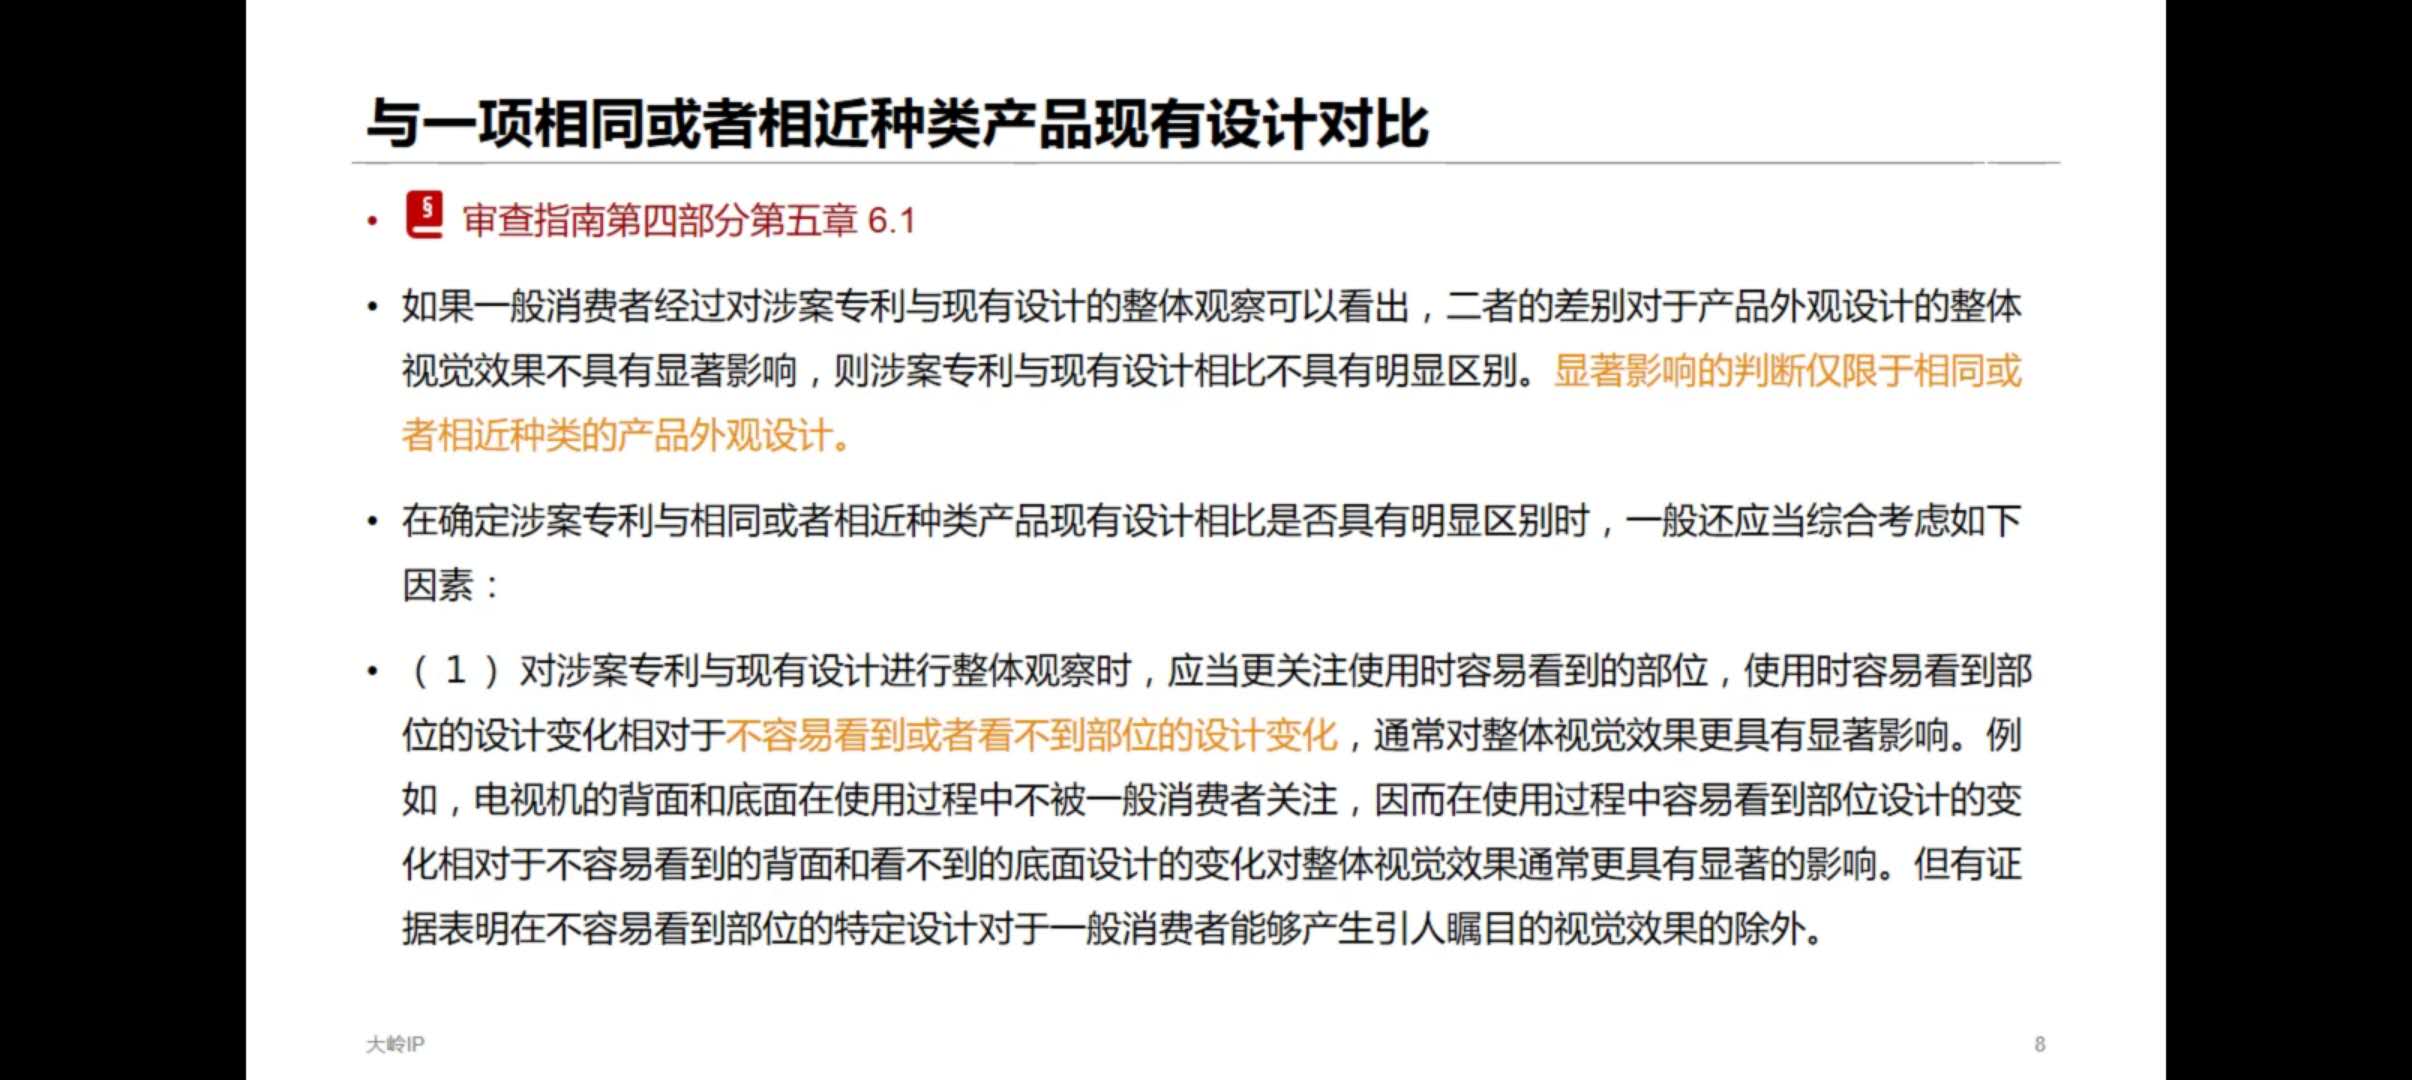 与一项相同或者相近种类产品现有设计对比
• § 审查指南第四部分第五章 6.1
• 如果一般消费者经过对涉案专利与现有设计的整体观察可以看出，二者的差别对于产品外观设计的整体
视觉效果不具有显著影响，则涉案专利与现有设计相比不具有明显区别。显著影响的判断仅限于相同或
者相近种类的产品外观设计。
• 在确定涉案专利与相同或者相近种类产品现有设计相比是否具有明显区别时，一般还应当综合考虑如下
因素：
• （1）对涉案专利与现有设计进行整体观察时，应当更关注使用时容易看到的部位，使用时容易看到部
位的设计变化相对于不容易看到或者看不到部位的设计变化，通常对整体视觉效果更具有显著影响。例
如，电视机的背面和底面在使用过程中不被一般消费者关注，因而在使用过程中容易看到部位设计的变
化相对于不容易看到的背面和看不到的底面设计的变化对整体视觉效果通常更具有显著的影响。但有证
据表明在不容易看到部位的特定设计对于一般消费者能够产生引人瞩目的视觉效果的除外。
大岭IP
8